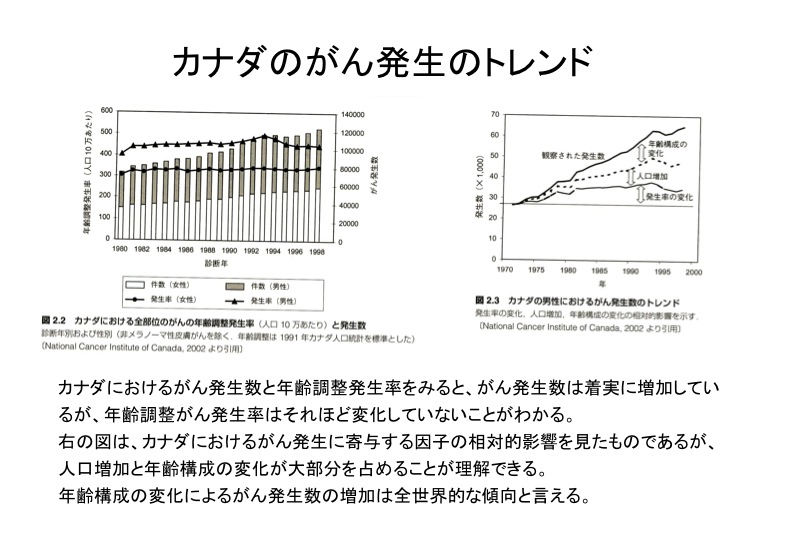 カナダのがん発生のトレンド
年齢調整発生率（人口 10 万あたり）
600
500
400
300
200
100
0
140000
120000
100000
80000
60000
40000
20000
0
がん発生数
1980 1982 1984 1986 1988 1990 1992 1994 1996 1998
診断年
件数（女性） 件数（男性）
発生率（女性） 発生率（男性）
図 2.2 カナダにおける全部位のがんの年齢調整発生率（人口 10 万あたり）と発生数
診断年別および性別（非メラノーマ性皮膚がんを除く．年齢調整は 1991 年カナダ人口統計を標準とした）
〔National Cancer Institute of Canada, 2002 より引用〕
発生数（× 1,000）
70
60
50
40
30
20
10
0
観察された発生数
年齢構成の
変化
人口増加
発生率の変化
1970 1975 1980 1985 1990 1995 2000
年
図 2.3 カナダの男性におけるがん発生数のトレンド
発生率の変化，人口増加，年齢構成の変化の相対的影響を示す．
〔National Cancer Institute of Canada, 2002 より引用〕
カナダにおけるがん発生数と年齢調整発生率をみると、がん発生数は着実に増加してい
るが、年齢調整がん発生率はそれほど変化していないことがわかる。
右の図は、カナダにおけるがん発生に寄与する因子の相対的影響を見たものであるが、
人口増加と年齢構成の変化が大部分を占めることが理解できる。
年齢構成の変化によるがん発生数の増加は全世界的な傾向と言える。